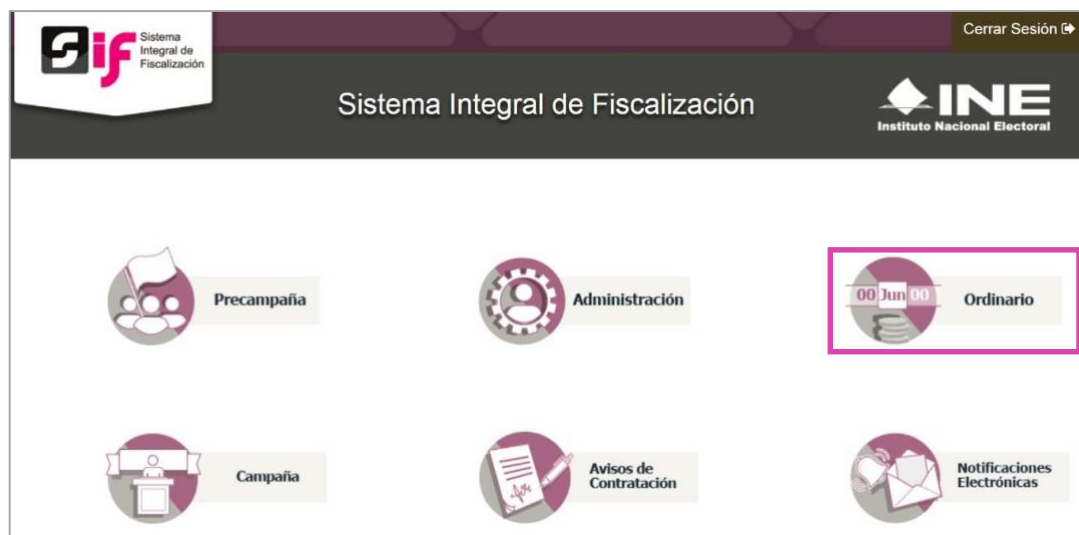 Sif
Sistema
Integral de
Fiscalización
Cerrar Sesión
Sistema Integral de Fiscalización
INE
Instituto Nacional Electoral
Precampaña
Administración
00 Jun 00
Ordinario
Campaña
Avisos de
Contratación
Notificaciones
Electrónicas